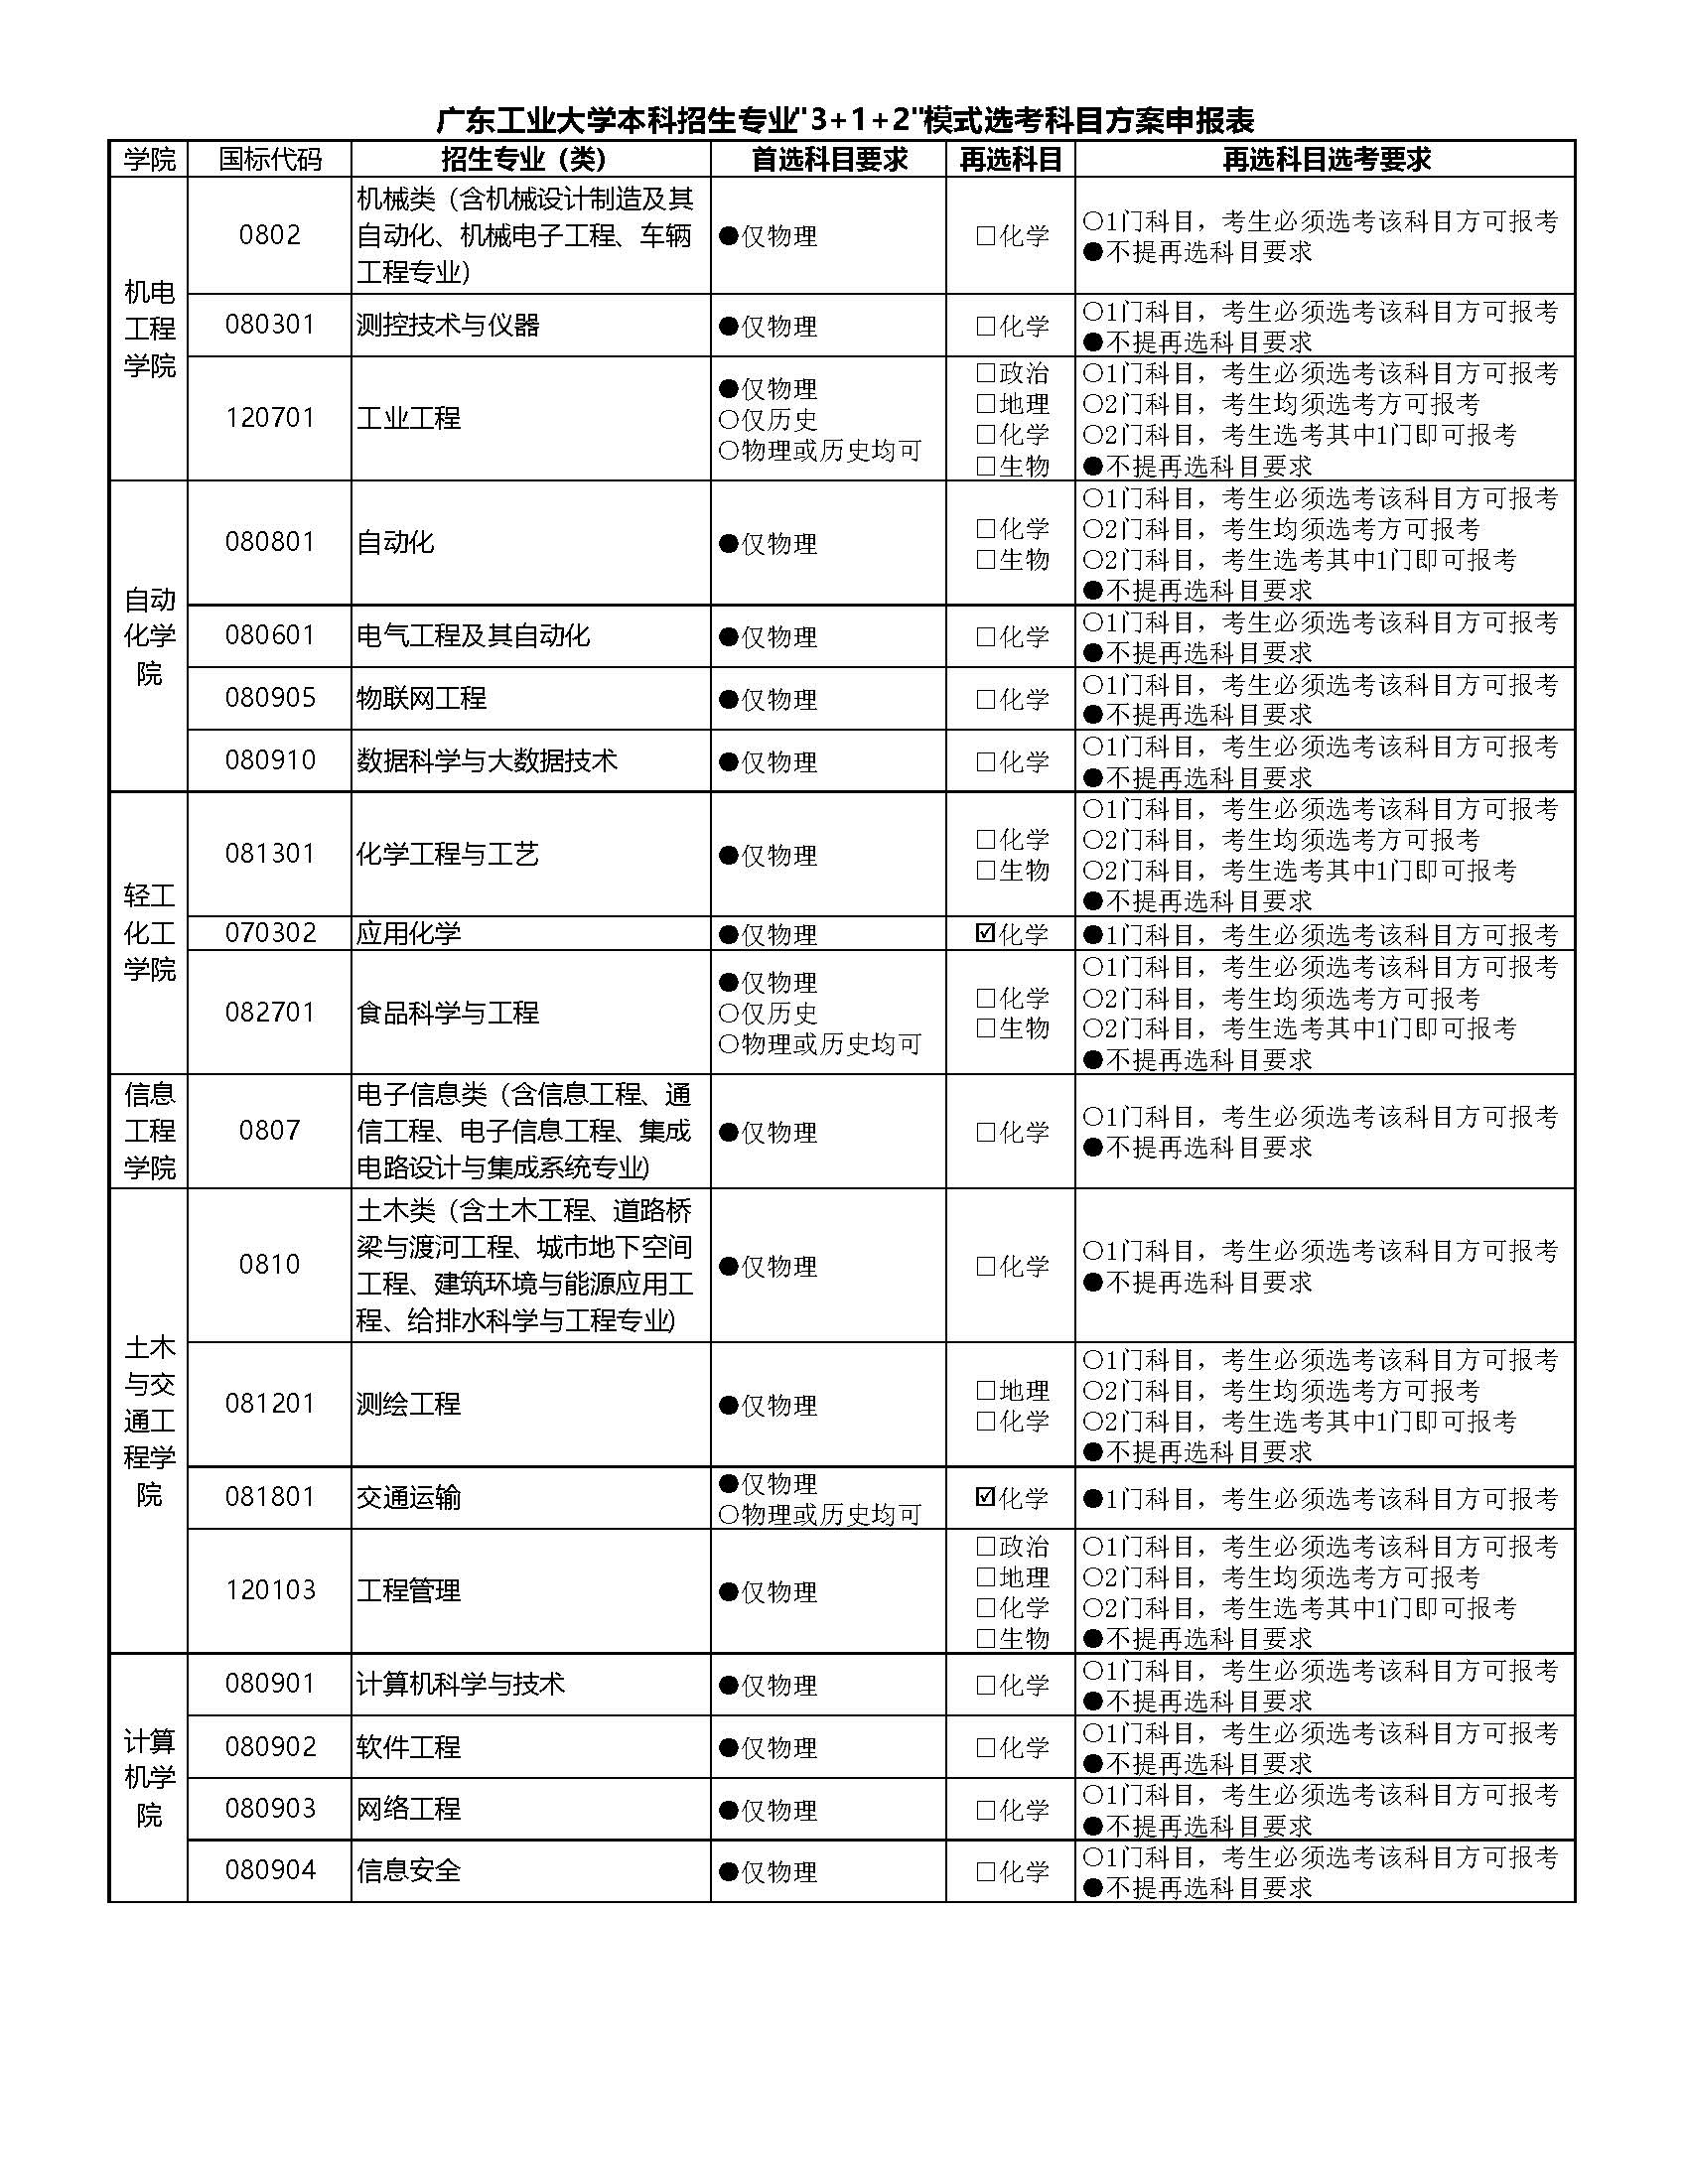 广东工业大学本科招生专业"3+1+2"模式选考科目方案申报表
学院 国标代码 招生专业（类） 首选科目要求 再选科目 再选科目选考要求
机电
工程
学院
0802
机械类（含机械设计制造及其
自动化、机械电子工程、车辆
工程专业）
●仅物理
□化学
○1门科目，考生必须选考该科目方可报考
●不提再选科目要求
080301
测控技术与仪器
●仅物理
□化学
○1门科目，考生必须选考该科目方可报考
●不提再选科目要求
120701
工业工程
●仅物理
○仅历史
○物理或历史均可
□政治
□地理
□化学
□生物
○1门科目，考生必须选考该科目方可报考
○2门科目，考生均须选考方可报考
○2门科目，考生选考其中1门即可报考
●不提再选科目要求
自动
化学
院
080801
自动化
●仅物理
□化学
□生物
○1门科目，考生必须选考该科目方可报考
○2门科目，考生均须选考方可报考
○2门科目，考生选考其中1门即可报考
●不提再选科目要求
080601
电气工程及其自动化
●仅物理
□化学
○1门科目，考生必须选考该科目方可报考
●不提再选科目要求
080905
物联网工程
●仅物理
□化学
○1门科目，考生必须选考该科目方可报考
●不提再选科目要求
080910
数据科学与大数据技术
●仅物理
□化学
○1门科目，考生必须选考该科目方可报考
●不提再选科目要求
轻工
化工
学院
081301
化学工程与工艺
●仅物理
□化学
□生物
○1门科目，考生必须选考该科目方可报考
○2门科目，考生均须选考方可报考
○2门科目，考生选考其中1门即可报考
●不提再选科目要求
070302
应用化学
●仅物理
☑化学
●1门科目，考生必须选考该科目方可报考
082701
食品科学与工程
●仅物理
○仅历史
○物理或历史均可
□化学
□生物
○1门科目，考生必须选考该科目方可报考
○2门科目，考生均须选考方可报考
○2门科目，考生选考其中1门即可报考
●不提再选科目要求
信息
工程
学院
0807
电子信息类（含信息工程、通
信工程、电子信息工程、集成
电路设计与集成系统专业)
●仅物理
□化学
○1门科目，考生必须选考该科目方可报考
●不提再选科目要求
土木
与交
通工
程学
院
0810
土木类（含土木工程、道路桥
梁与渡河工程、城市地下空间
工程、建筑环境与能源应用工
程、给排水科学与工程专业)
●仅物理
□化学
○1门科目，考生必须选考该科目方可报考
●不提再选科目要求
081201
测绘工程
●仅物理
□地理
□化学
○1门科目，考生必须选考该科目方可报考
○2门科目，考生均须选考方可报考
○2门科目，考生选考其中1门即可报考
●不提再选科目要求
081801
交通运输
●仅物理
○物理或历史均可
☑化学
●1门科目，考生必须选考该科目方可报考
120103
工程管理
●仅物理
□政治
□地理
□化学
□生物
○1门科目，考生必须选考该科目方可报考
○2门科目，考生均须选考方可报考
○2门科目，考生选考其中1门即可报考
●不提再选科目要求
计算
机学
院
080901
计算机科学与技术
●仅物理
□化学
○1门科目，考生必须选考该科目方可报考
●不提再选科目要求
080902
软件工程
●仅物理
□化学
○1门科目，考生必须选考该科目方可报考
●不提再选科目要求
080903
网络工程
●仅物理
□化学
○1门科目，考生必须选考该科目方可报考
●不提再选科目要求
080904
信息安全
●仅物理
□化学
○1门科目，考生必须选考该科目方可报考
●不提再选科目要求